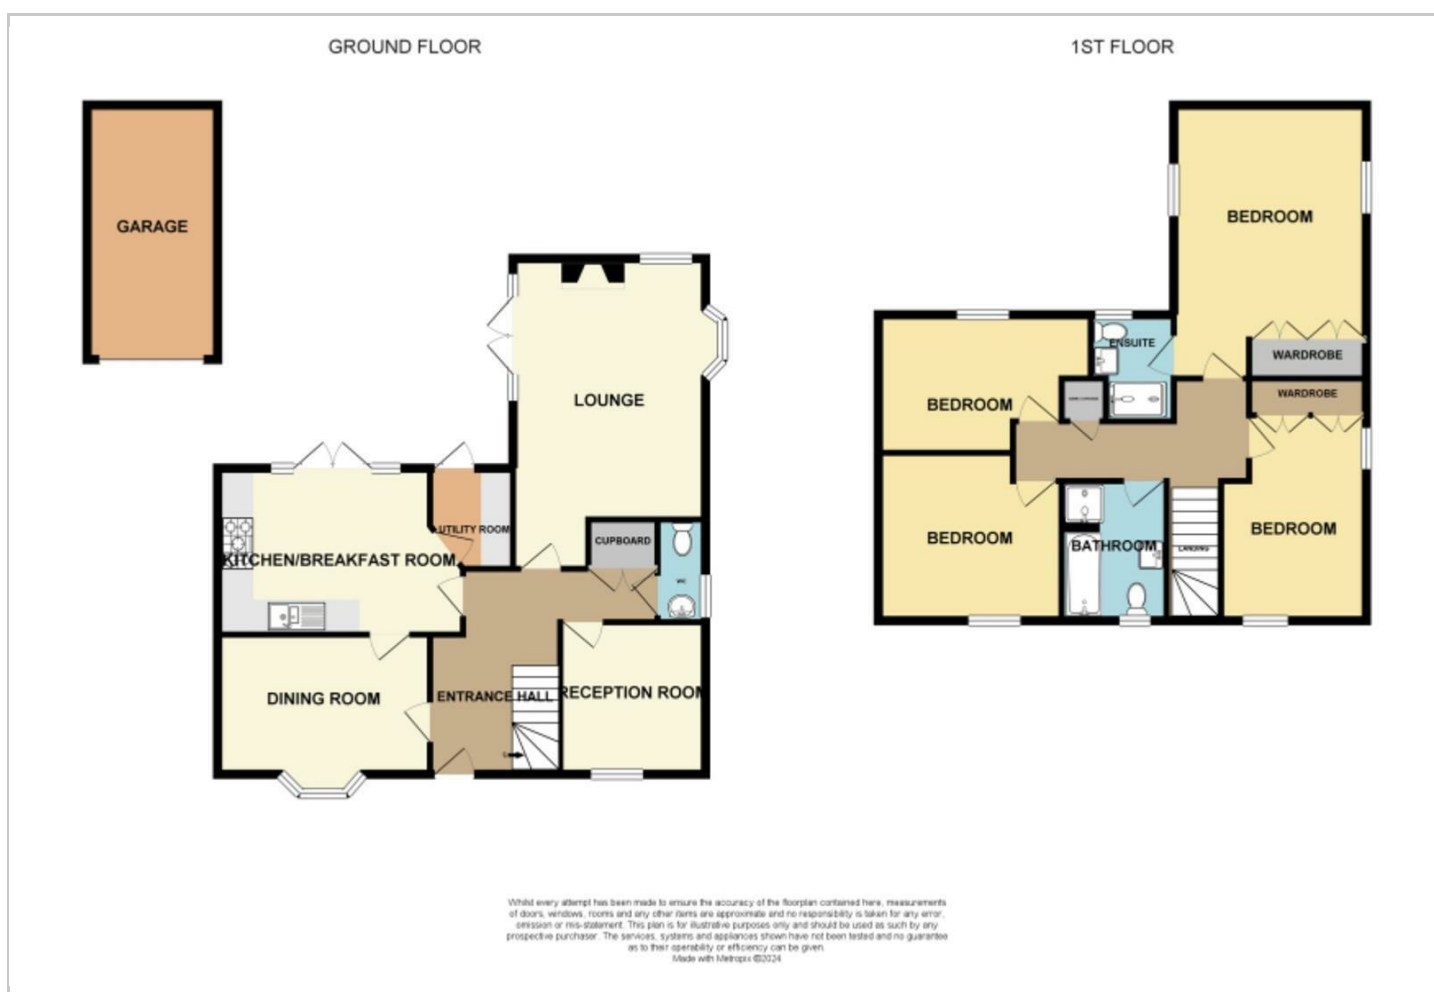 GROUND FLOOR
1ST FLOOR
GARAGE
LOUNGE
UTILITY ROOM
KITCHEN/BREAKFAST ROOM
CUPBOARD
WC
DINING ROOM
ENTRANCE HALL
RECEPTION ROOM
BEDROOM
ENSUITE
WARDROBE
WARDROBE
BEDROOM
BEDROOM
BATHROOM
LANDING
BEDROOM
Whilst every attempt has been made to ensure the accuracy of the floorplan contained here, measurements
of doors, windows, rooms and any other items are approximate and no responsibility is taken for any error,
omission or mis-statement. This plan is for illustrative purposes only and should be used as such by any
prospective purchaser. The services, systems and appliances shown have not been tested and no guarantee
as to their operability or efficiency can be given.
Made with Metropix ©2024